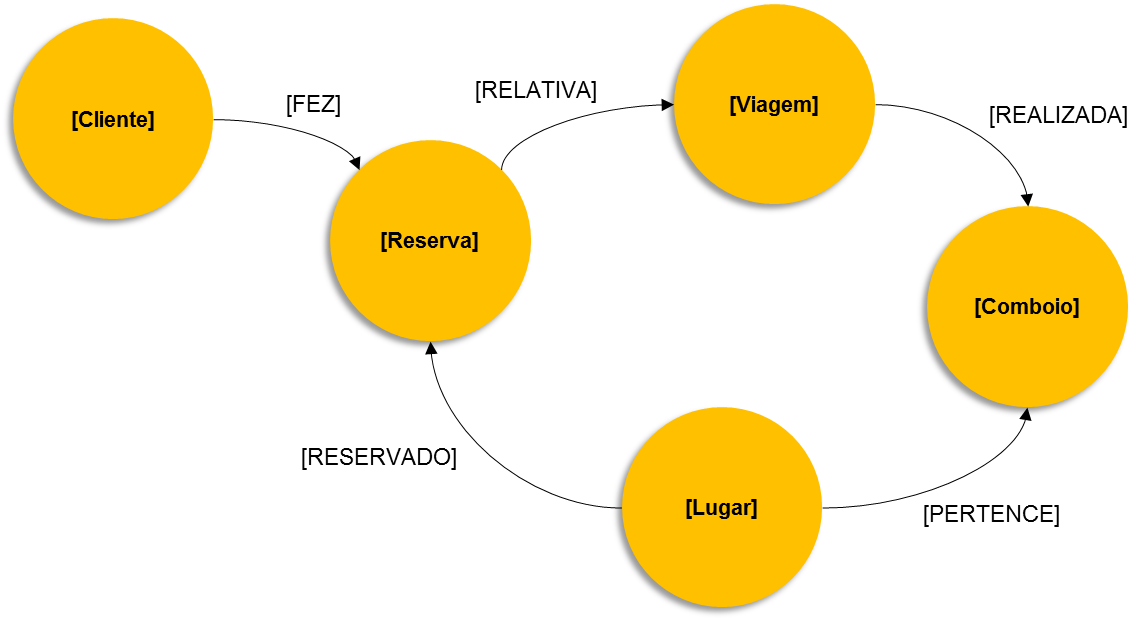 [Cliente]
[FEZ]
[Reserva]
[RELATIVA]
[Viagem]
[REALIZADA]
[Comboio]
[RESERVADO]
[Lugar]
[PERTENCE]